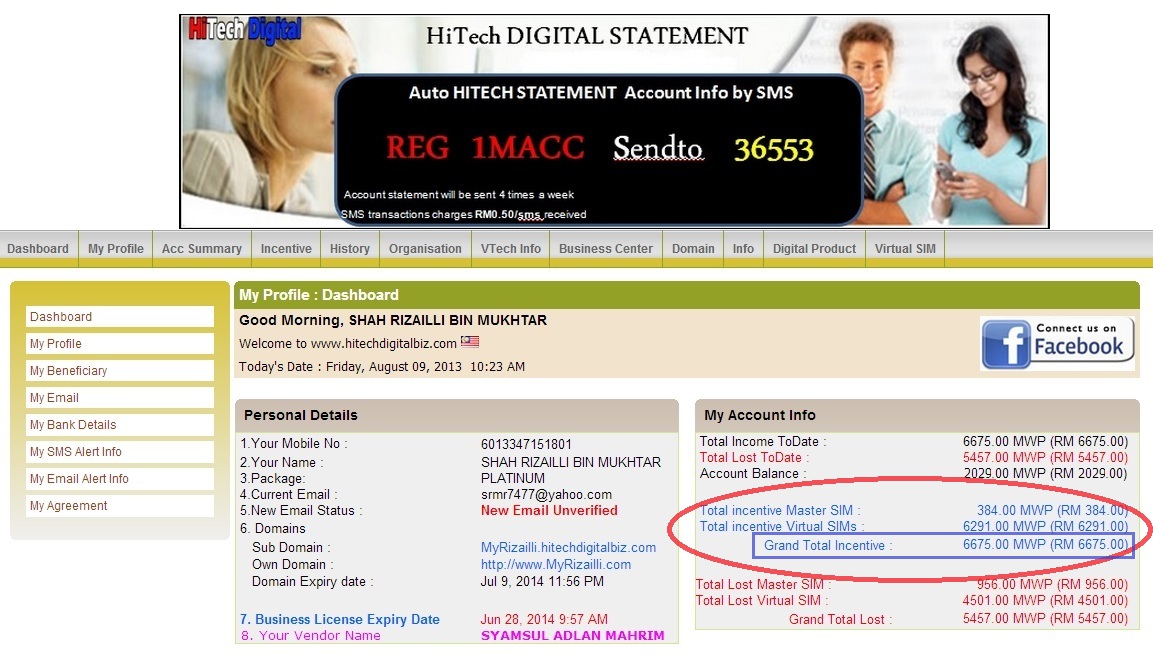 HiTech Digital
HiTech DIGITAL STATEMENT
Auto HITECH STATEMENT Account Info by SMS
REG 1MACC Sendto 36553
Account statement will be sent 4 times a week
SMS transactions charges RM0.50/sms received
Dashboard My Profile Acc Summary Incentive History Organisation VTech Info Business Center Domain Info Digital Product Virtual SIM
Dashboard
My Profile
My Beneficiary
My Email
My Bank Details
My SMS Alert Info
My Email Alert Info
My Agreement
My Profile : Dashboard
Good Morning, SHAH RIZAILLI BIN MUKHTAR
Welcome to www.hitechdigitalbiz.com
Today's Date : Friday, August 09, 2013 10:23 AM
Connect us on
Facebook
Personal Details
1.Your Mobile No : 6013347151801
2.Your Name : SHAH RIZAILLI BIN MUKHTAR
3.Package: PLATINUM
4.Current Email : srmr7477@yahoo.com
5.New Email Status : New Email Unverified
6. Domains
Sub Domain : MyRizailli.hitechdigitalbiz.com
Own Domain : http://www.MyRizailli.com
Domain Expiry date : Jul 9, 2014 11:56 PM
7. Business License Expiry Date Jun 28, 2014 9:57 AM
8. Your Vendor Name SYAMSUL ADLAN MAHRIM
My Account Info
Total Income ToDate : 6675.00 MWP (RM 6675.00)
Total Lost ToDate : 5457.00 MWP (RM 5457.00)
Account Balance : 2029.00 MWP (RM 2029.00)
Total incentive Master SIM : 384.00 MWP (RM 384.00)
Total incentive Virtual SIMs : 6291.00 MWP (RM 6291.00)
Grand Total Incentive : 6675.00 MWP (RM 6675.00)
Total Lost Master SIM : 956.00 MWP (RM 956.00)
Total Lost Virtual SIM : 4501.00 MWP (RM 4501.00)
Grand Total Lost : 5457.00 MWP (RM 5457.00)